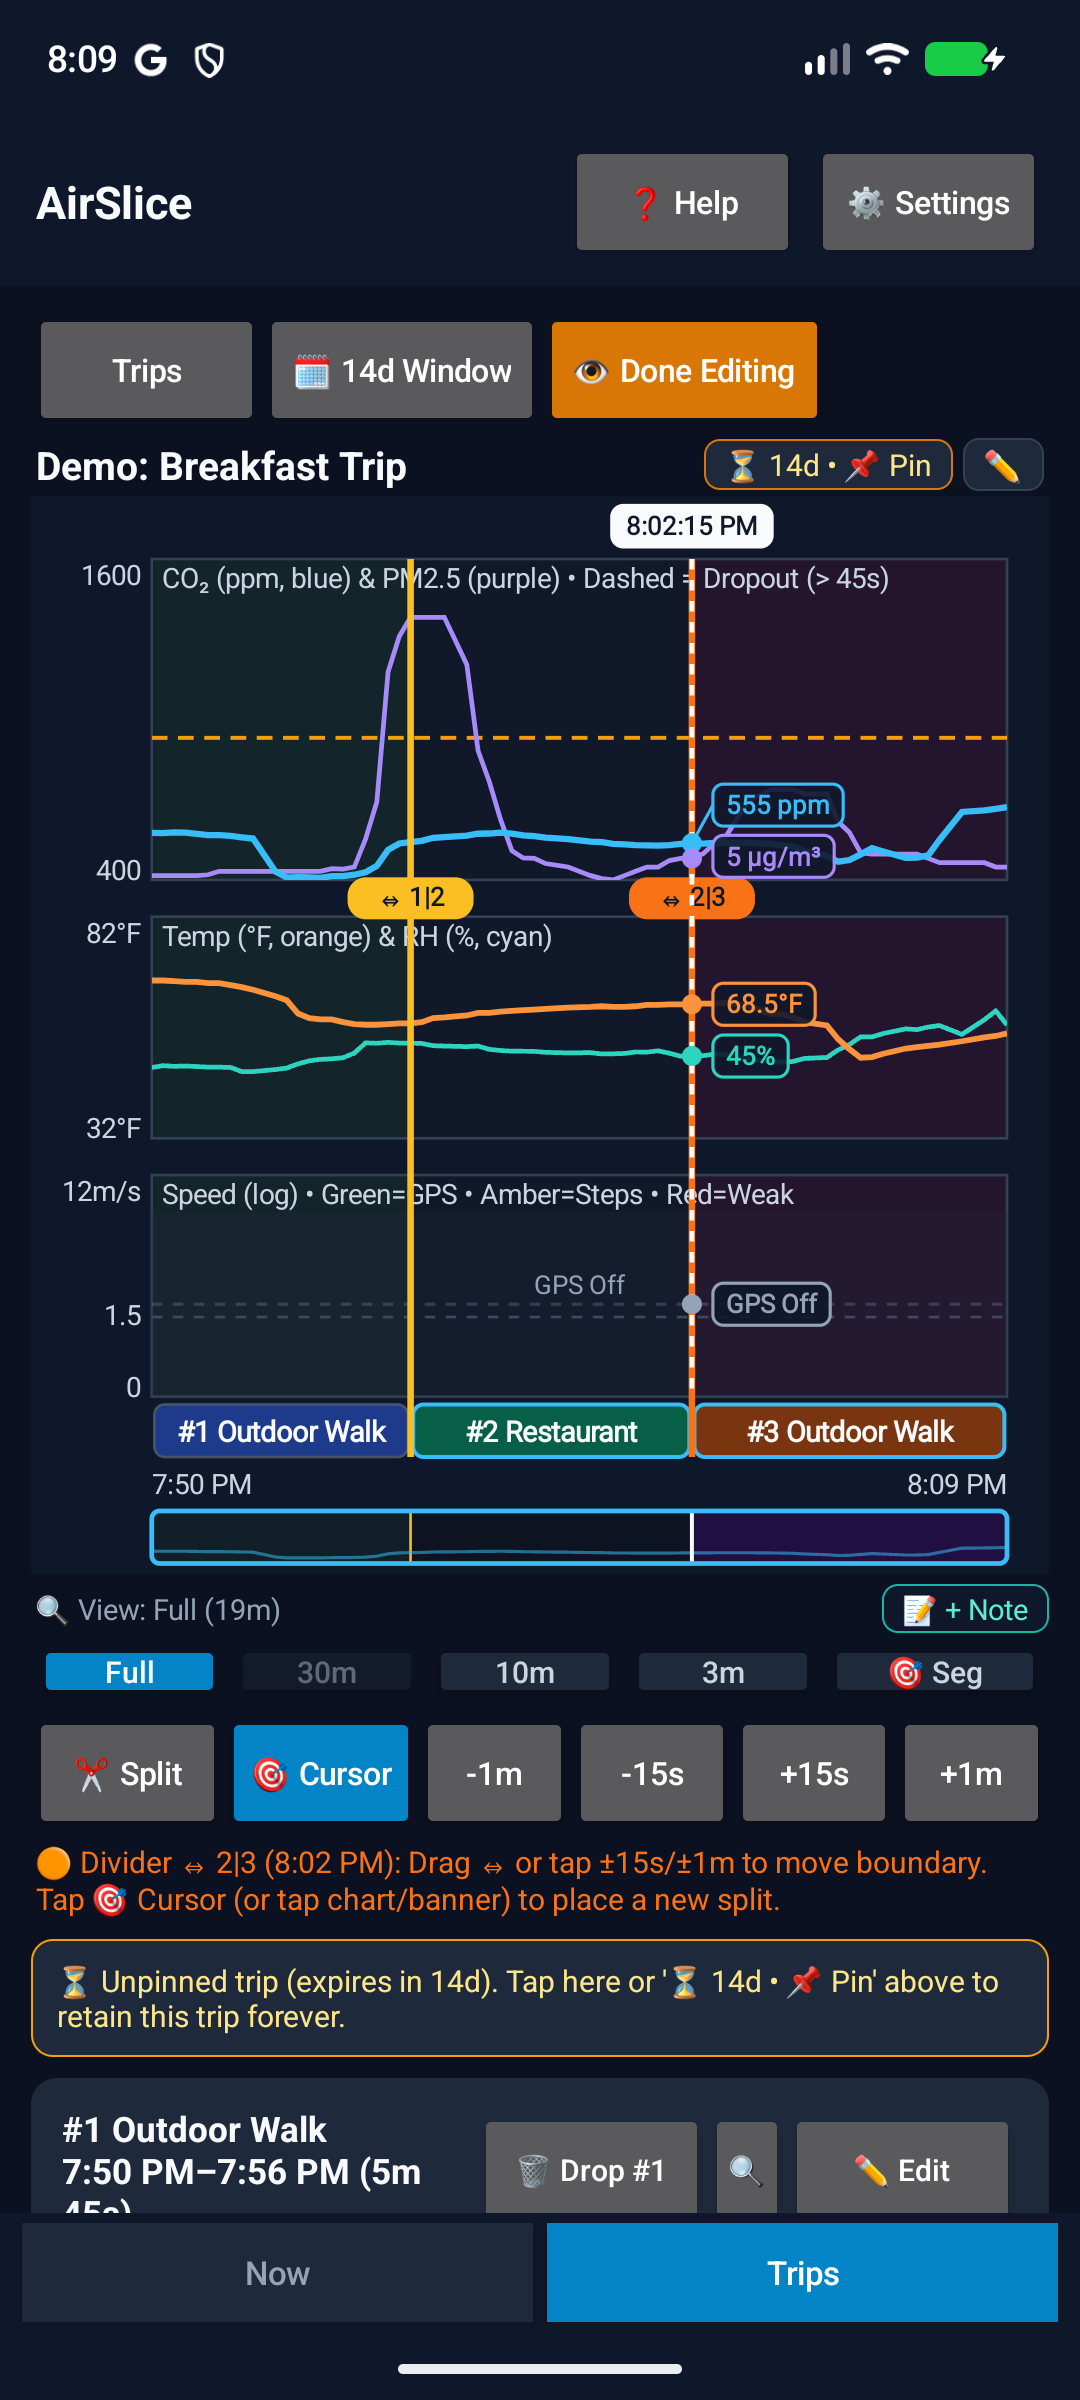 8:09
AirSlice
❓ Help
⚙️ Settings
Trips
🗓️ 14d Window
👁️ Done Editing
Demo: Breakfast Trip
⏳ 14d • 📌 Pin
✏️
8:02:15 PM
1600
CO₂ (ppm, blue) & PM2.5 (purple) • Dashed = Dropout (> 45s)
555 ppm
5 µg/m³
400
⇔ 1|2
⇔ 2|3
82°F
Temp (°F, orange) & RH (%, cyan)
68.5°F
45%
32°F
12m/s
Speed (log) • Green=GPS • Amber=Steps • Red=Weak
GPS Off
GPS Off
1.5
0
#1 Outdoor Walk
#2 Restaurant
#3 Outdoor Walk
7:50 PM
8:09 PM
🔍 View: Full (19m)
📝 + Note
Full
30m
10m
3m
🎯 Seg
✂️ Split
🎯 Cursor
-1m
-15s
+15s
+1m
🟠 Divider ⇔ 2|3 (8:02 PM): Drag ⇔ or tap ±15s/±1m to move boundary.
Tap 🎯 Cursor (or tap chart/banner) to place a new split.
⏳ Unpinned trip (expires in 14d). Tap here or '⏳ 14d • 📌 Pin' above to
retain this trip forever.
#1 Outdoor Walk
7:50 PM–7:56 PM (5m
45s)
🗑️ Drop #1
🔍
✏️ Edit
Now
Trips